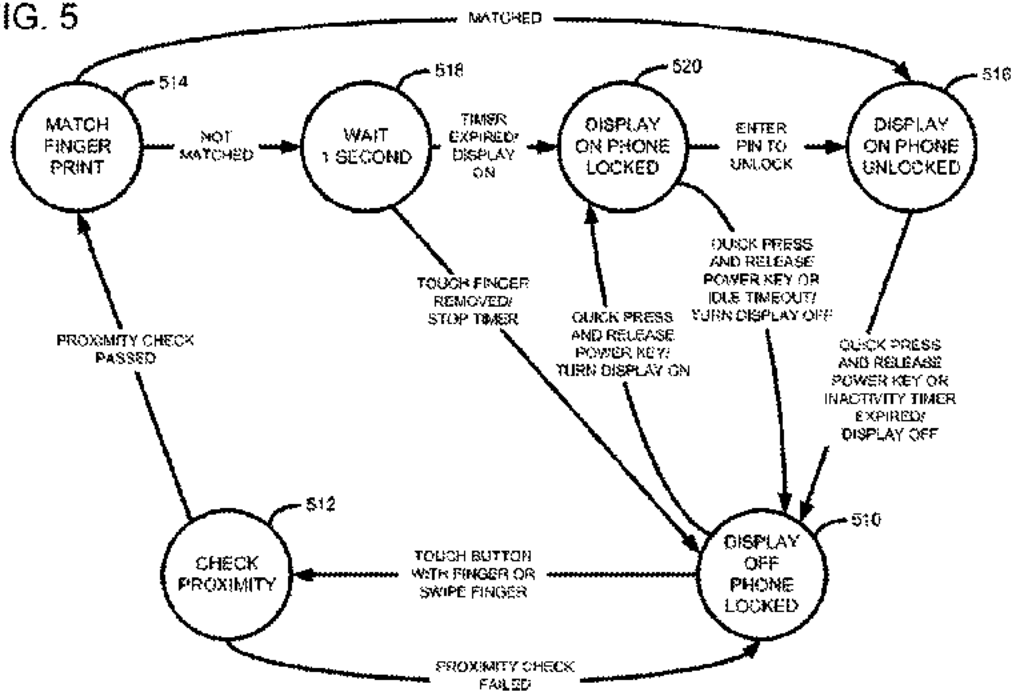 IG. 5
MATCHED
514
518
520
516
MATCH
FINGER
PRINT
NOT
MATCHED
WAIT
1 SECOND
TIMER
EXPIRED/
DISPLAY
ON
DISPLAY
ON PHONE
LOCKED
ENTER
PIN TO
UNLOCK
DISPLAY
ON PHONE
UNLOCKED
TOUCH FINGER
REMOVED/
STOP TIMER
QUICK PRESS
AND RELEASE
POWER KEY/
TURN DISPLAY ON
QUICK PRESS
AND RELEASE
POWER KEY OR
IDLE TIMEOUT/
TURN DISPLAY OFF
QUICK PRESS
AND RELEASE
POWER KEY OR
INACTIVITY TIMER
EXPIRED/
DISPLAY OFF
PROXIMITY CHECK
PASSED
512
CHECK
PROXIMITY
TOUCH BUTTON
WITH FINGER OR
SWIPE FINGER
510
DISPLAY
OFF
PHONE
LOCKED
PROXIMITY CHECK
FAILED